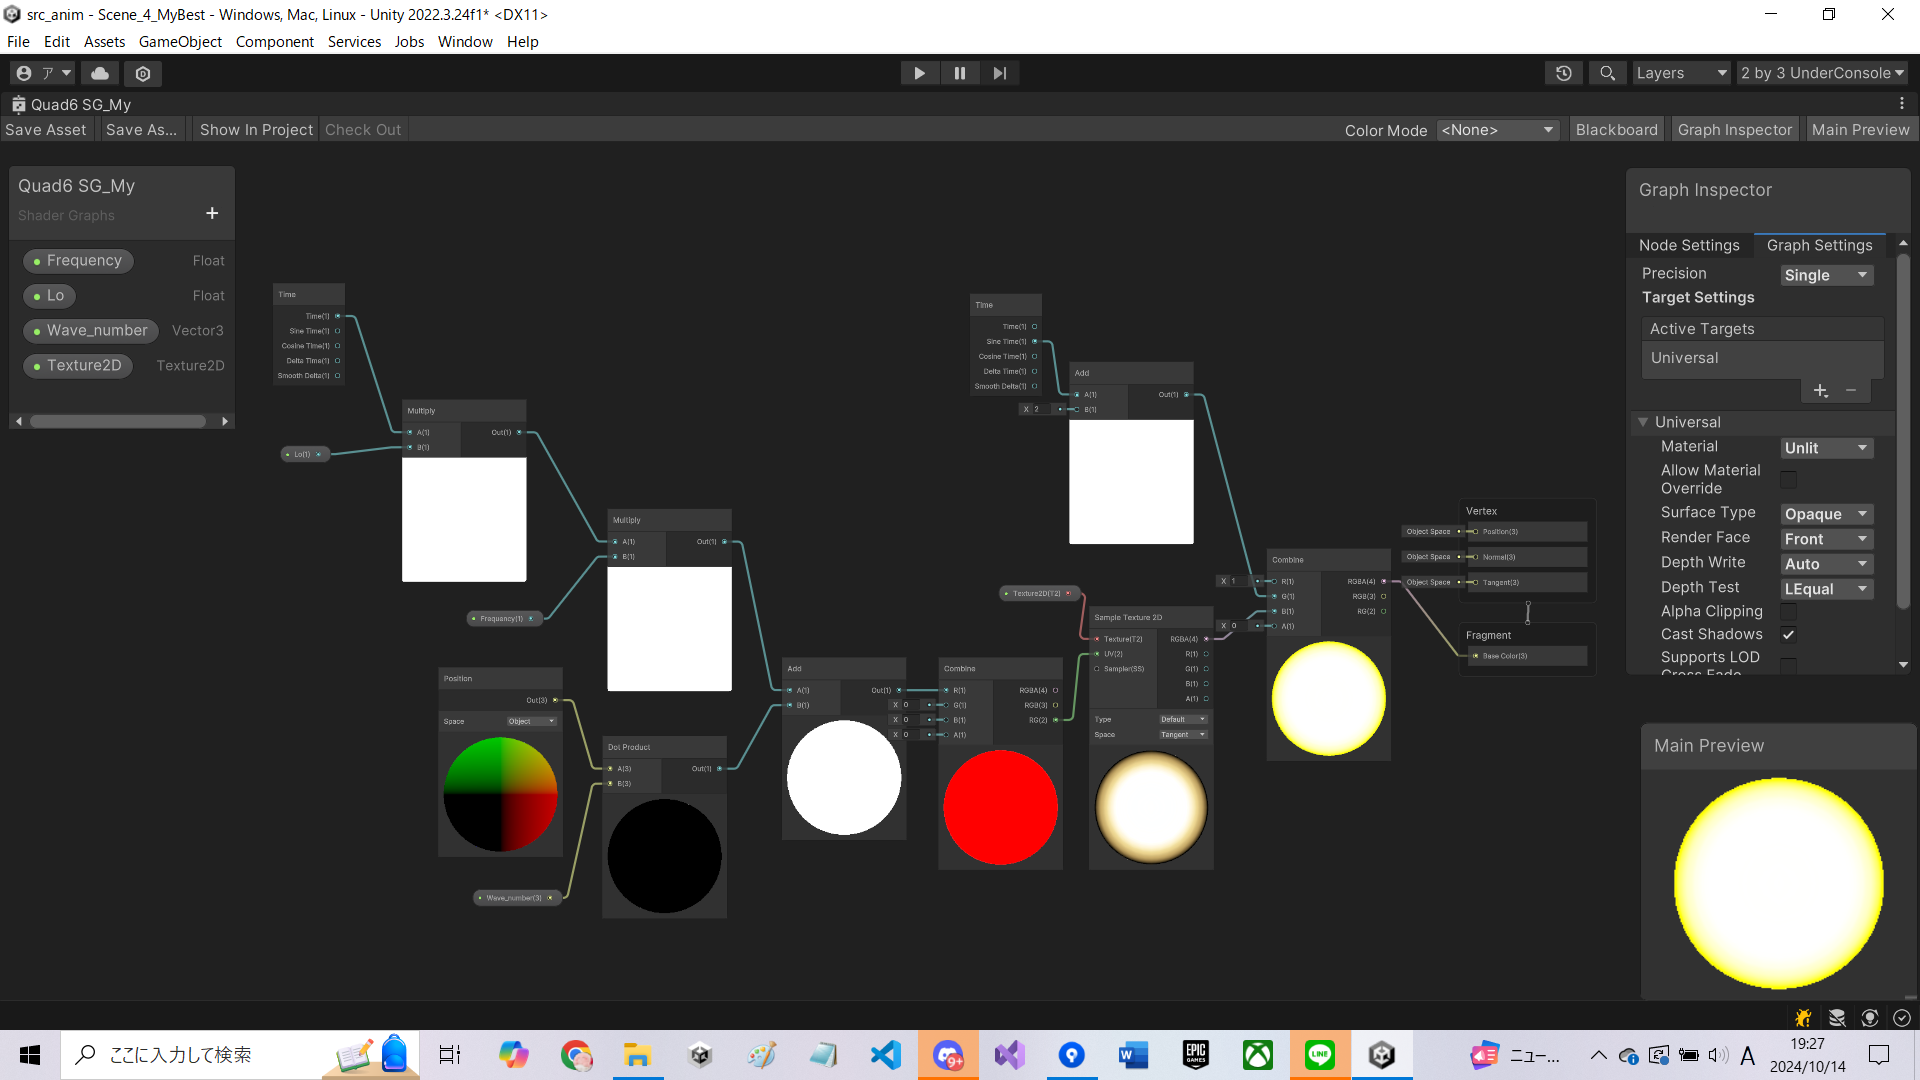 src_anim - Scene_4_MyBest - Windows, Mac, Linux - Unity 2022.3.24f1* <DX11>
File Edit Assets GameObject Component Services Jobs Window Help
ア Layers 2 by 3 UnderConsole
Quad6 SG_My
Save Asset Save As... Show In Project Check Out Color Mode <None> Blackboard Graph Inspector Main Preview
Quad6 SG_My
Shader Graphs
+
Frequency Float
Lo Float
Wave_number Vector3
Texture2D Texture2D
Time
Time(1)
Sine Time(1)
Cosine Time(1)
Delta Time(1)
Smooth Delta(1)
Lo(1)
Multiply
A(1) Out(1)
B(1)
Frequency(1)
Multiply
A(1) Out(1)
B(1)
Position
Out(3)
Space Object
Wave_number(3)
Dot Product
A(3) Out(1)
B(3)
Add
A(1) Out(1)
B(1)
X 0
X 0
X 0
Combine
R(1) RGBA(4)
G(1) RGB(3)
B(1) RG(2)
A(1)
Time
Time(1)
Sine Time(1)
Cosine Time(1)
Delta Time(1)
Smooth Delta(1)
X 2
Add
A(1) Out(1)
B(1)
Texture2D(T2)
Sample Texture 2D
Texture(T2) RGBA(4)
UV(2) R(1)
Sampler(SS) G(1)
B(1)
A(1)
Type Default
Space Tangent
X 1
X 0
Combine
R(1) RGBA(4)
G(1) RGB(3)
B(1) RG(2)
A(1)
Vertex
Object Space Position(3)
Object Space Normal(3)
Object Space Tangent(3)
Fragment
Base Color(3)
Graph Inspector
Node Settings Graph Settings
Precision Single
Target Settings
Active Targets
Universal
+ −
Universal
Material Unlit
Allow Material
Override
Surface Type Opaque
Render Face Front
Depth Write Auto
Depth Test LEqual
Alpha Clipping
Cast Shadows
Supports LOD
Cross Fade
Main Preview
ここに入力して検索
9+
W
EPIC GAMES
LINE
ニュー...
A
19:27
2024/10/14